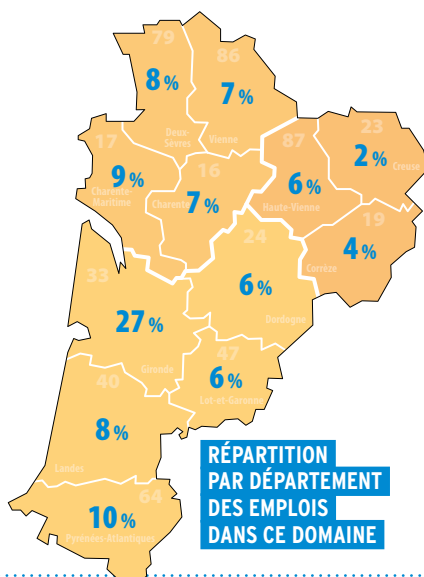 79
8 %
Deux-
Sèvres
86
7 %
Vienne
17
9 %
Charente-
Maritime
16
7 %
Charente
87
6 %
Haute-Vienne
23
2 %
Creuse
19
4 %
Corrèze
24
6 %
Dordogne
33
27 %
Gironde
47
6 %
Lot-et-Garonne
40
8 %
Landes
64
10 %
Pyrénées-Atlantiques
RÉPARTITION
PAR DÉPARTEMENT
DES EMPLOIS
DANS CE DOMAINE